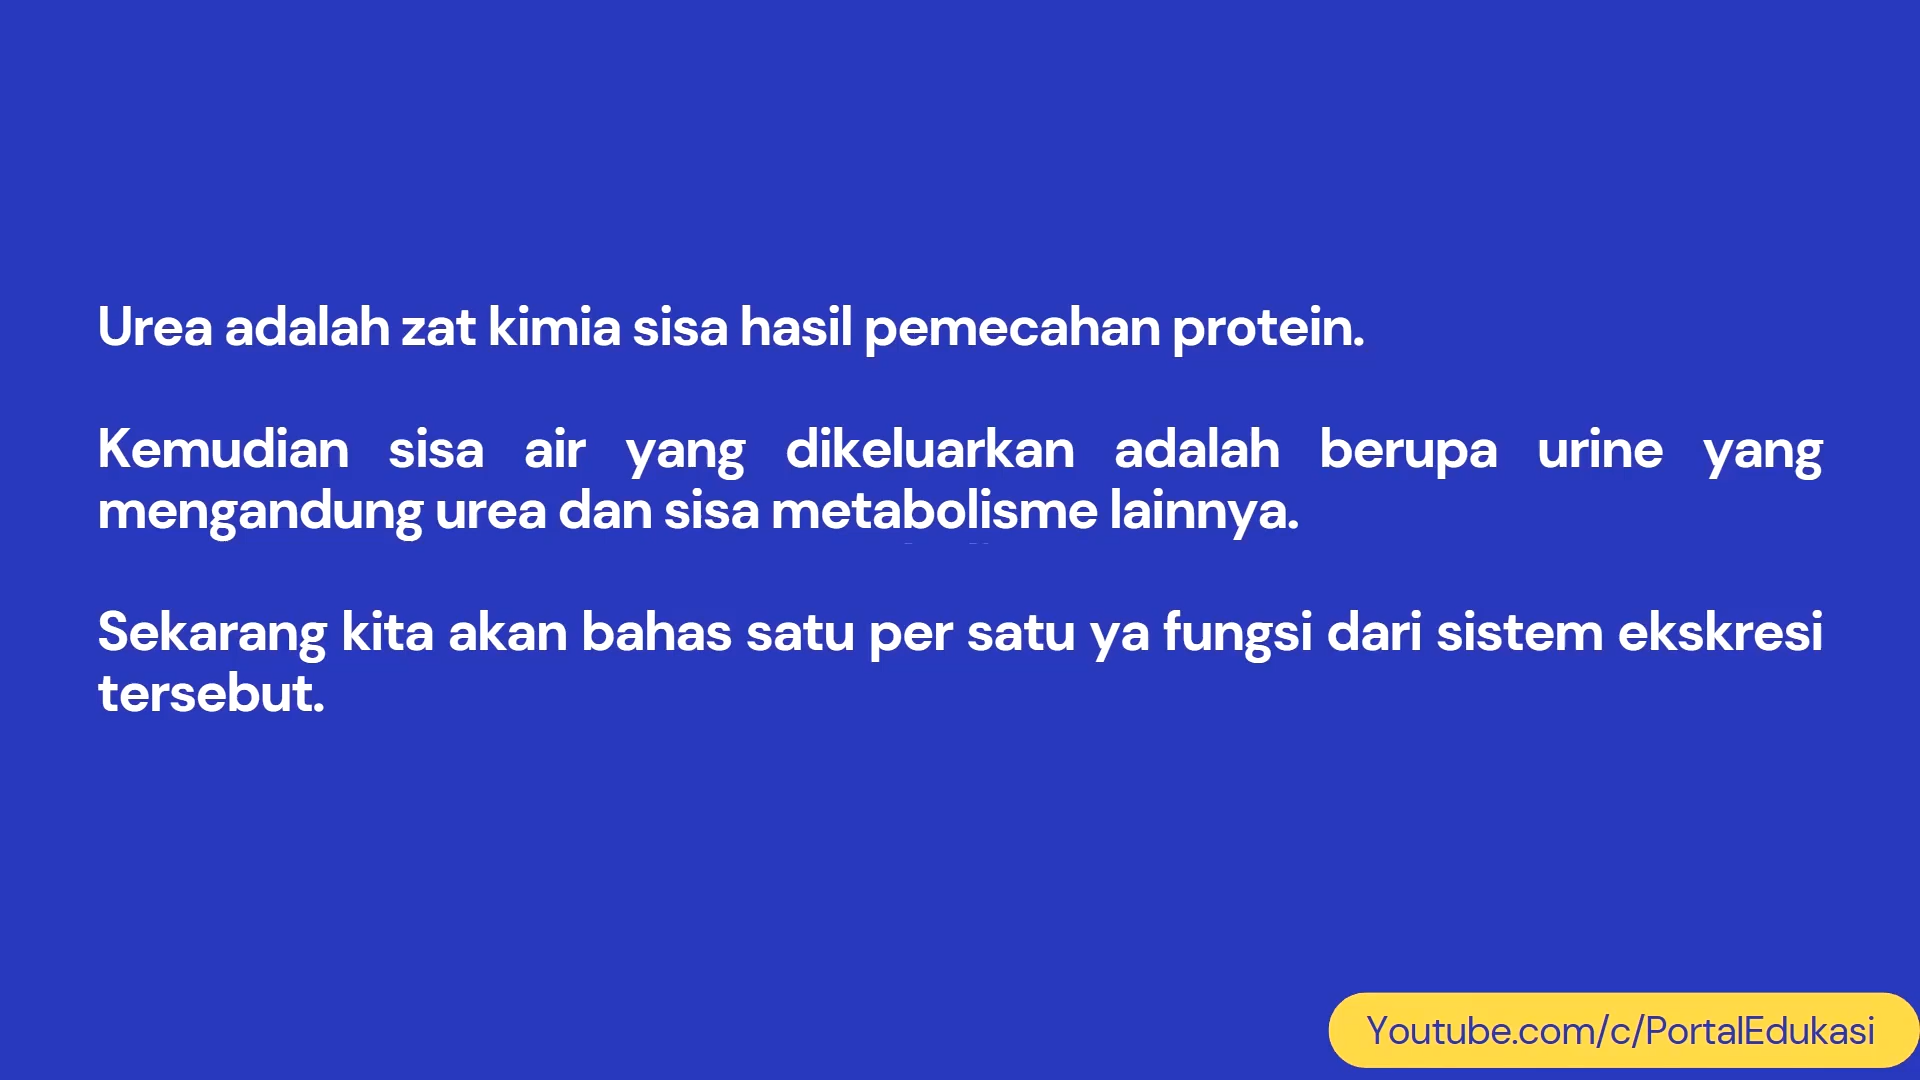 Urea adalah zat kimia sisa hasil pemecahan protein.
Kemudian sisa air yang dikeluarkan adalah berupa urine yang
mengandung urea dan sisa metabolisme lainnya.
Sekarang kita akan bahas satu per satu ya fungsi dari sistem ekskresi
tersebut.
Youtube.com/c/PortalEdukasi